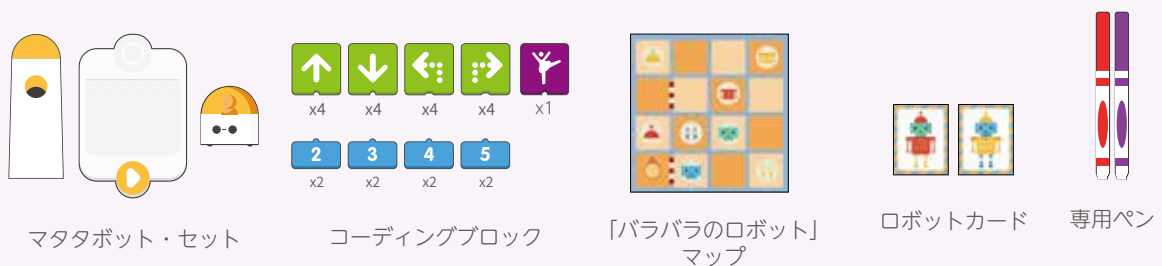 x4
x4
x4
x4
x1
2
3
4
5
x2
x2
x2
x2
マタタボット・セット
コーディングブロック
「バラバラのロボット」
マップ
ロボットカード
専用ペン